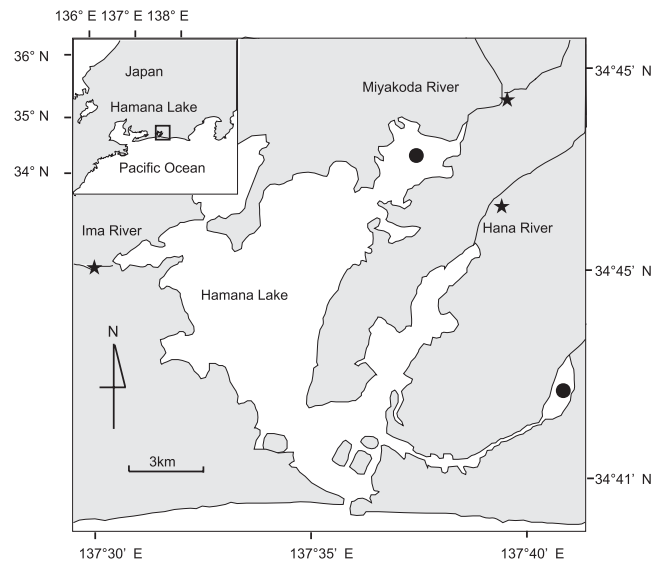 136° E 137° E 138° E
36° N
35° N
34° N
Japan
Hamana Lake
Pacific Ocean
Miyakoda River
34°45′ N
Ima River
Hana River
34°45′ N
Hamana Lake
N
3km
34°41′ N
137°30′ E
137°35′ E
137°40′ E